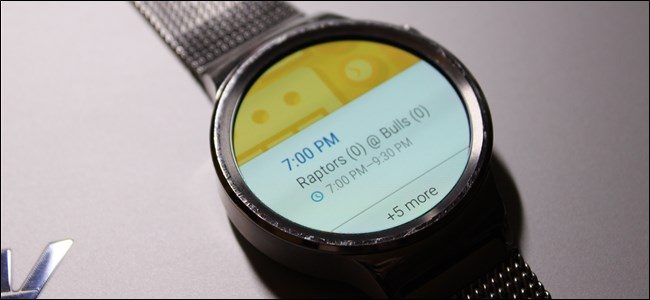 7:00 PM
Raptors (0) @ Bulls (0)
7:00 PM–9:30 PM
+5 more